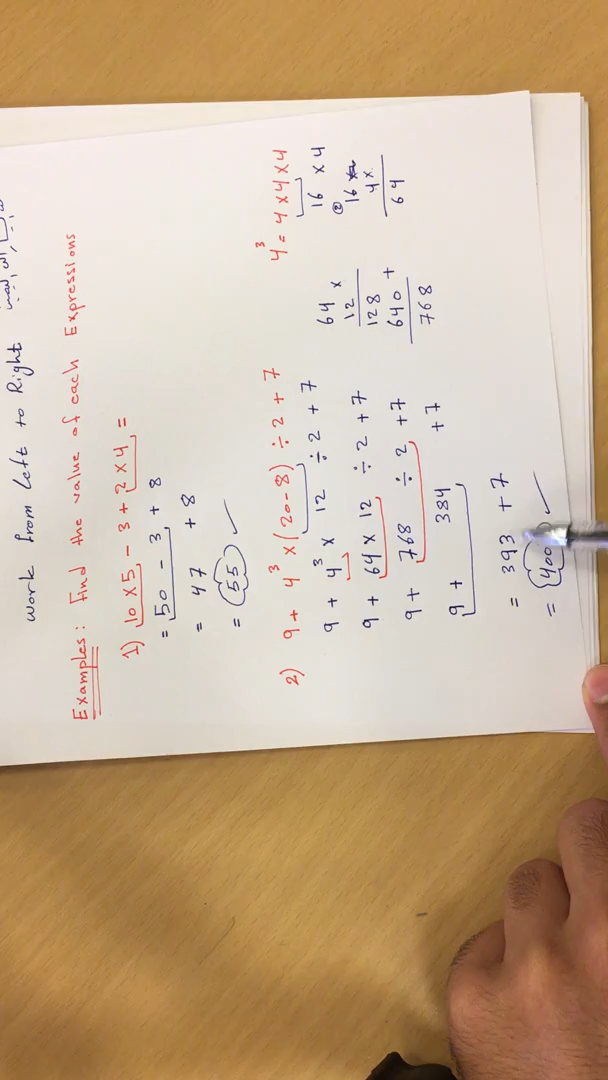 work from left to Right
Examples: Find the value of each Expressions
1) 10 x 5 - 3 + 2 x 4 =
= 50 - 3 + 8
= 47 + 8
= 55 ✓
2) 9 + 4³ x (20 - 8) ÷ 2 + 7
9 + 4³ x 12 ÷ 2 + 7
9 + 64 x 12 ÷ 2 + 7
9 + 768 ÷ 2 + 7
9 + 384 + 7
= 393 + 7
= 400 ✓
64 x
12
128
640 +
768
4³ = 4 x 4 x 4
16 x 4
② 16
4 x
64